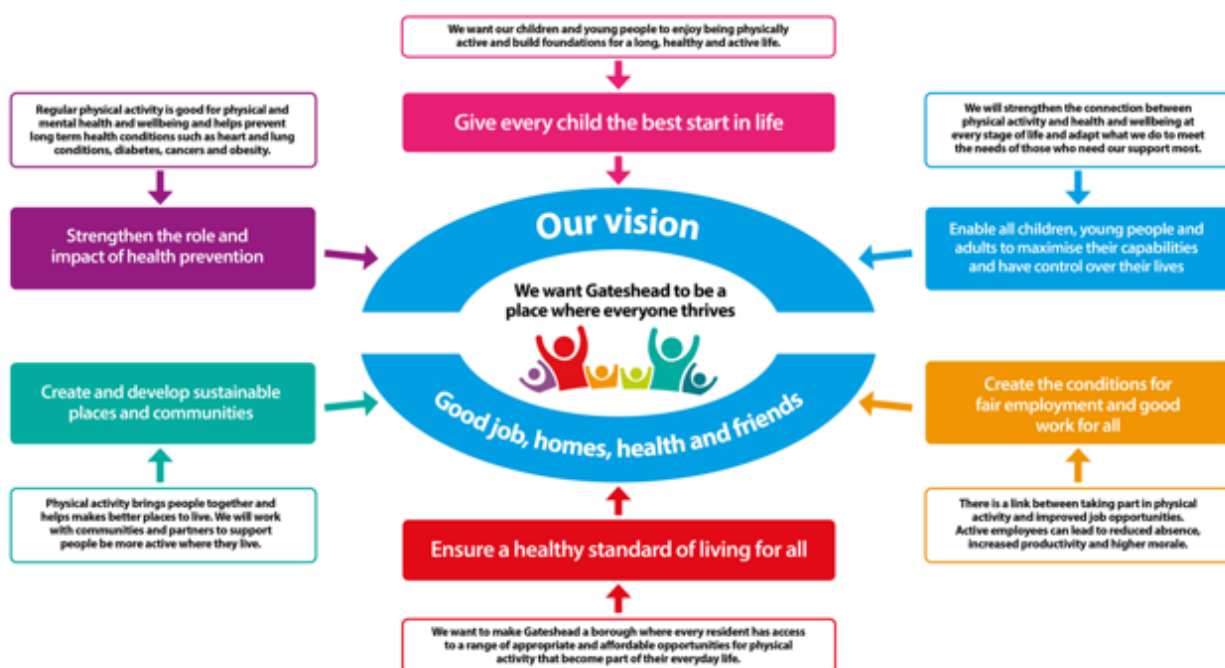 We want our children and young people to enjoy being physically
active and build foundations for a long, healthy and active life.
Give every child the best start in life
Regular physical activity is good for physical and
mental health and wellbeing and helps prevent
long term health conditions such as heart and lung
conditions, diabetes, cancers and obesity.
Strengthen the role and
impact of health prevention
We will strengthen the connection between
physical activity and health and wellbeing at
every stage of life and adapt what we do to meet
the needs of those who need our support most.
Enable all children, young people and
adults to maximise their capabilities
and have control over their lives
Our vision
We want Gateshead to be a
place where everyone thrives
Good job, homes, health and friends
Create and develop sustainable
places and communities
Physical activity brings people together and
helps makes better places to live. We will work
with communities and partners to support
people be more active where they live.
Create the conditions for
fair employment and good
work for all
There is a link between taking part in physical
activity and improved job opportunities.
Active employees can lead to reduced absence,
increased productivity and higher morale.
Ensure a healthy standard of living for all
We want to make Gateshead a borough where every resident has access
to a range of appropriate and affordable opportunities for physical
activity that become part of their everyday life.